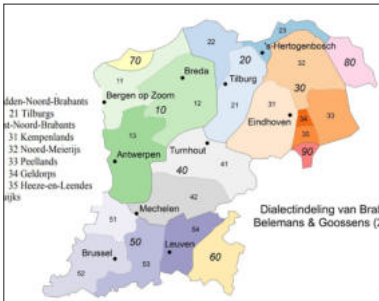 23
's-Hertogenbosch
22
70
20
32
80
11
Breda
Tilburg
30
Bergen op Zoom
10
12
21
31
33
Eindhoven
34
13
35
Turnhout
90
Antwerpen
41
40
42
Mechelen
51
54
50
Leuven
60
Brussel
53
52
dden-Noord-Brabants
21 Tilburgs
st-Noord-Brabants
31 Kempenlands
32 Noord-Meierijs
33 Peellands
34 Geldorps
35 Heeze-en-Leendes
uijks
Dialectindeling van Brab
Belemans & Goossens (2